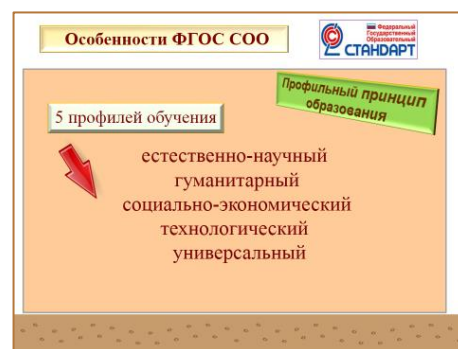 Особенности ФГОС СОО
Федеральный
Государственный
Образовательный
СТАНДАРТ
Профильный принцип
образования
5 профилей обучения
естественно-научный
гуманитарный
социально-экономический
технологический
универсальный